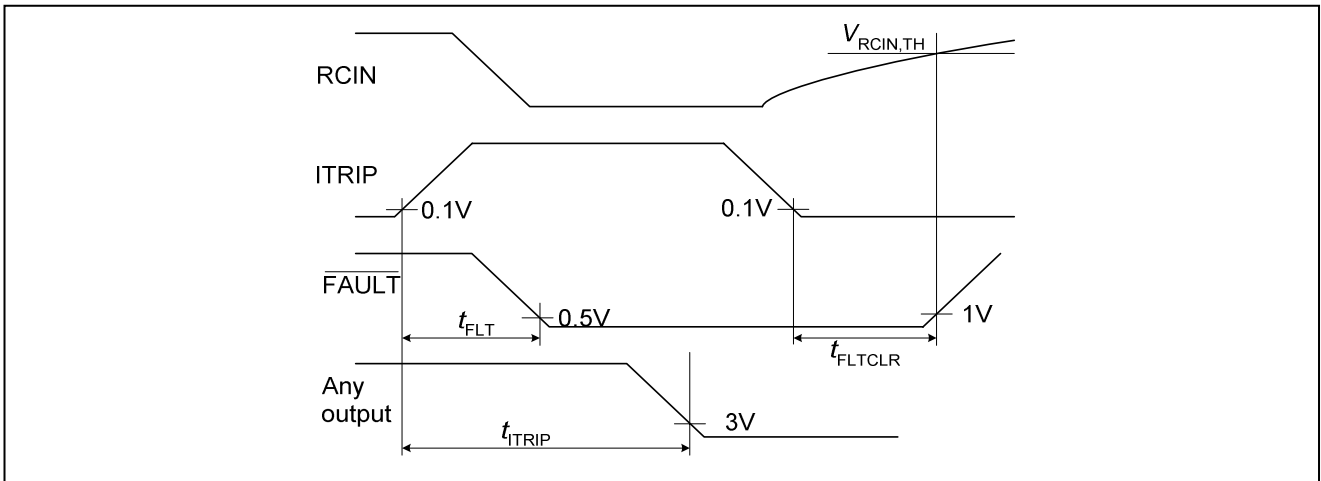 V_RCIN,TH
RCIN
ITRIP
0.1V
0.1V
FAULT
0.5V
1V
t_FLT
t_FLTCLR
Any
output
3V
t_ITRIP